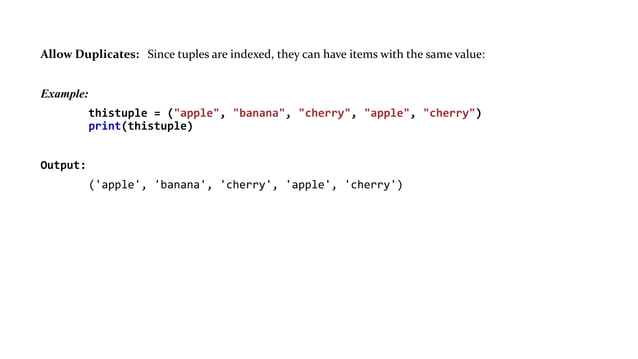 Allow Duplicates: Since tuples are indexed, they can have items with the same value:
Example:
thistuple = ("apple", "banana", "cherry", "apple", "cherry")
print(thistuple)
Output:
('apple', 'banana', 'cherry', 'apple', 'cherry')